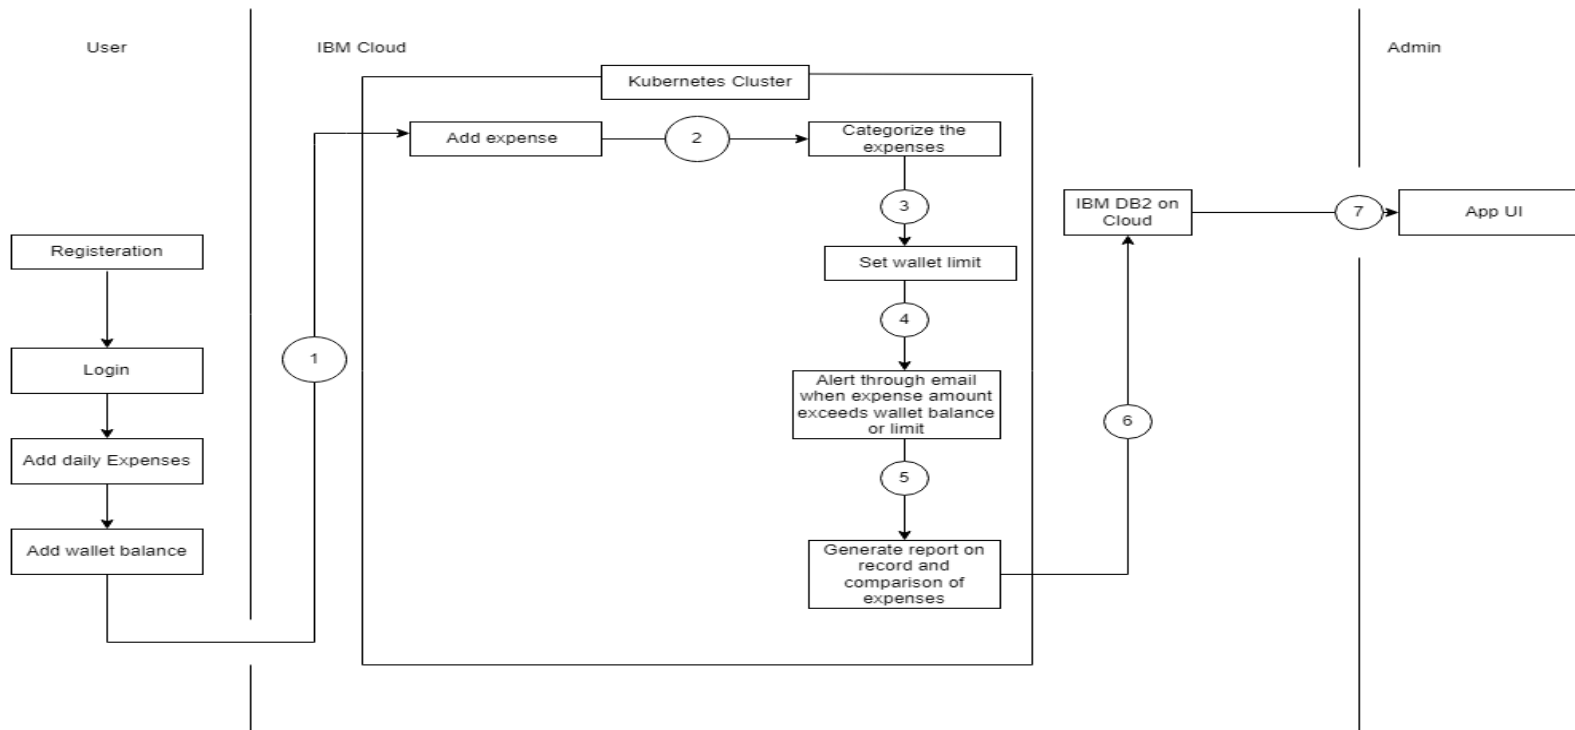 User
IBM Cloud
Admin
Kubernetes Cluster
Add expense
2
Categorize the
expenses
3
IBM DB2 on
Cloud
7
App UI
Registeration
Set wallet limit
4
1
Login
Alert through email
when expense amount
exceeds wallet balance
or limit
6
Add daily Expenses
5
Add wallet balance
Generate report on
record and
comparison of
expenses